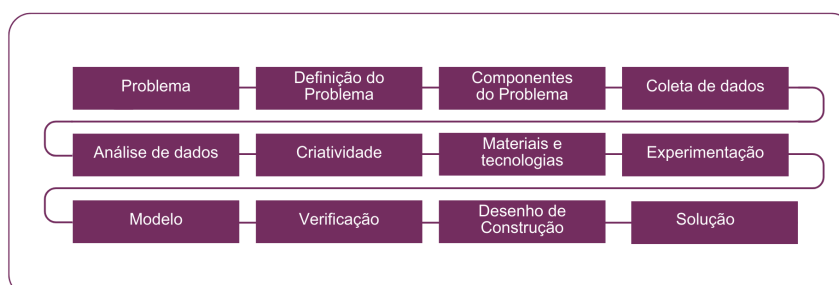 Problema
Definição do
Problema
Componentes
do Problema
Coleta de dados
Análise de dados
Criatividade
Materiais e
tecnologias
Experimentação
Modelo
Verificação
Desenho de
Construção
Solução